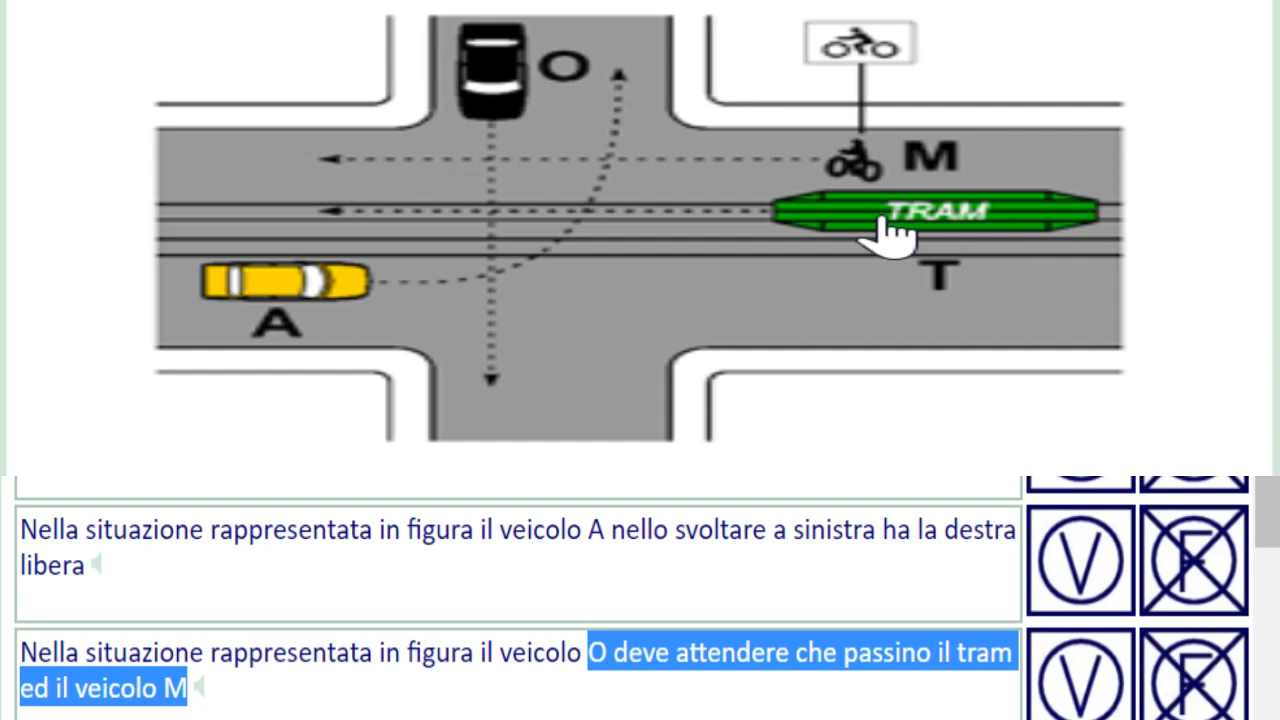 O
M
TRAM
T
A
Nella situazione rappresentata in figura il veicolo A nello svoltare a sinistra ha la destra
libera
V F
Nella situazione rappresentata in figura il veicolo O deve attendere che passino il tram
ed il veicolo M
V F